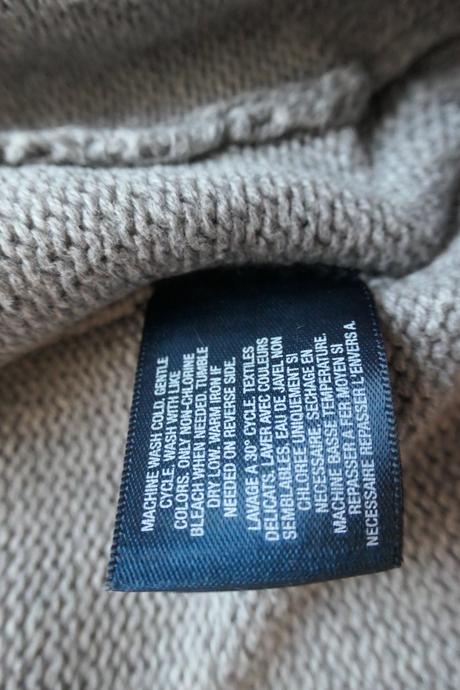 MACHINE WASH COLD, GENTLE
CYCLE, WASH WITH LIKE
COLORS, ONLY NON-CHLORINE
BLEACH WHEN NEEDED, TUMBLE
DRY LOW, WARM IRON IF
NEEDED ON REVERSE SIDE.
LAVAGE À 30° CYCLE, TEXTILES
DELICATS, LAVER AVEC COULEURS
SEMBLABLES, EAU DE JAVEL NON
CHLOREE UNIQUEMENT SI
NECESSAIRE, SECHAGE EN
MACHINE BASSE TEMPERATURE.
REPASSER A FER MOYEN SI
NECESSAIRE REPASSER L'ENVERS A.